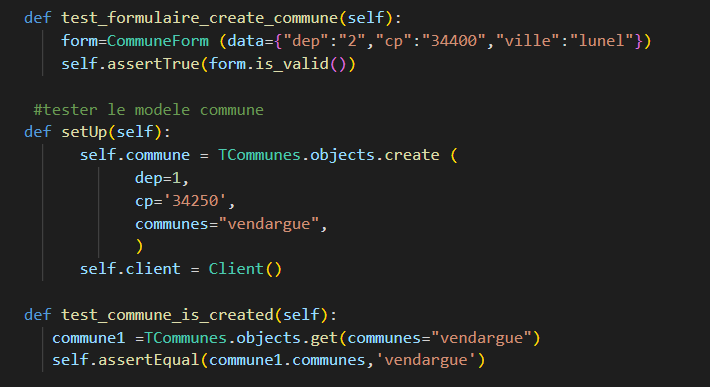 def test_formulaire_create_commune(self):
form=CommuneForm (data={"dep":"2","cp":"34400","ville":"lunel"})
self.assertTrue(form.is_valid())
#tester le modele commune
def setUp(self):
self.commune = TCommunes.objects.create (
dep=1,
cp='34250',
communes="vendargue",
)
self.client = Client()
def test_commune_is_created(self):
commune1 =TCommunes.objects.get(communes="vendargue")
self.assertEqual(commune1.communes,'vendargue')